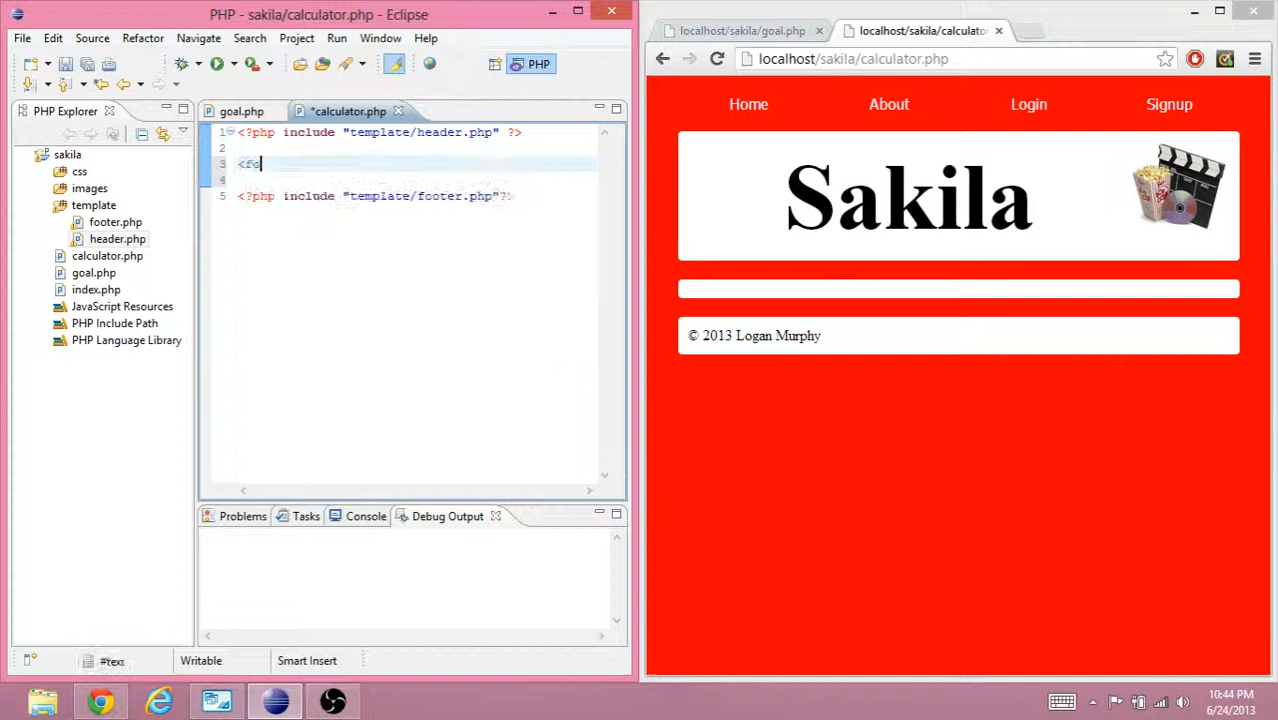 PHP - sakila/calculator.php - Eclipse
File Edit Source Refactor Navigate Search Project Run Window Help
PHP
PHP Explorer
sakila
css
images
template
footer.php
header.php
calculator.php
goal.php
index.php
JavaScript Resources
PHP Include Path
PHP Language Library
goal.php *calculator.php
1 <?php include "template/header.php" ?>
2
3 <fo
4
5 <?php include "template/footer.php"?>
Problems Tasks Console Debug Output
#text Writable Smart Insert
localhost/sakila/goal.php localhost/sakila/calculato
localhost/sakila/calculator.php
Home About Login Signup
Sakila
© 2013 Logan Murphy
10:44 PM
6/24/2013